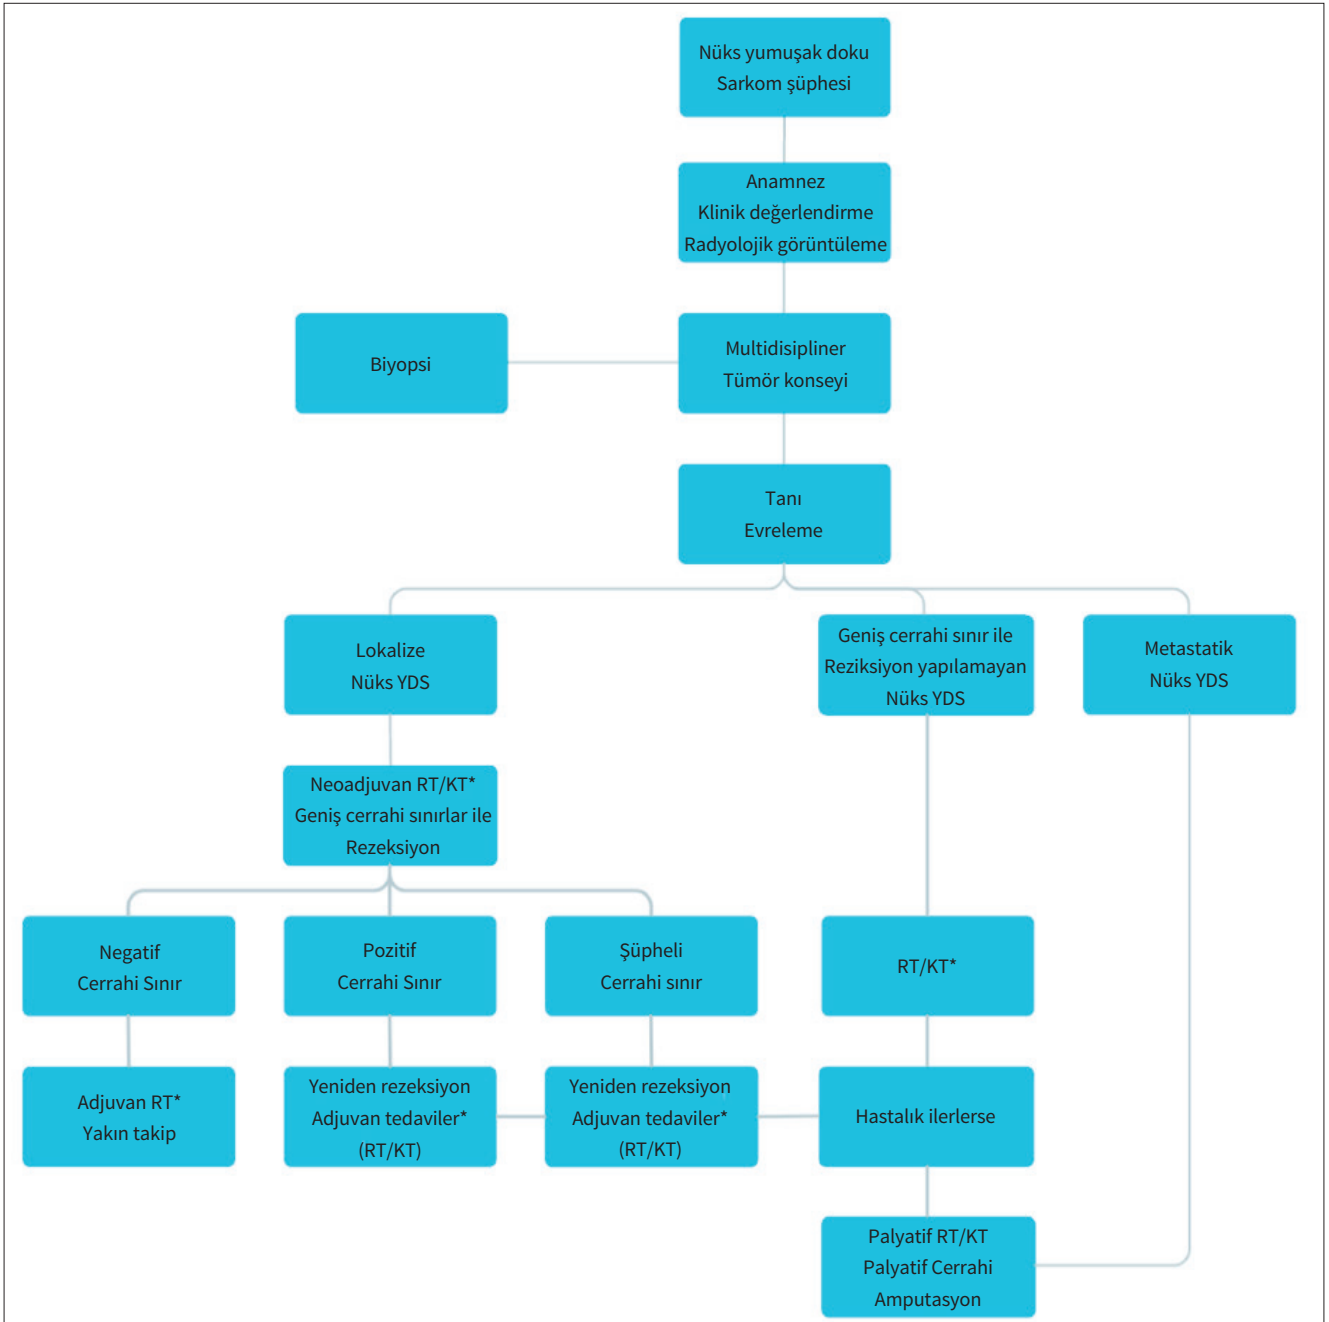 Nüks yumuşak doku
Sarkom şüphesi
Anamnez
Klinik değerlendirme
Radyolojik görüntüleme
Biyopsi
Multidisipliner
Tümör konseyi
Tanı
Evreleme
Lokalize
Nüks YDS
Geniş cerrahi sınır ile
Reziksiyon yapılamayan
Nüks YDS
Metastatik
Nüks YDS
Neoadjuvan RT/KT*
Geniş cerrahi sınırlar ile
Rezeksiyon
Negatif
Cerrahi Sınır
Pozitif
Cerrahi Sınır
Şüpheli
Cerrahi sınır
RT/KT*
Adjuvan RT*
Yakın takip
Yeniden rezeksiyon
Adjuvan tedaviler*
(RT/KT)
Yeniden rezeksiyon
Adjuvan tedaviler*
(RT/KT)
Hastalık ilerlerse
Palyatif RT/KT
Palyatif Cerrahi
Amputasyon